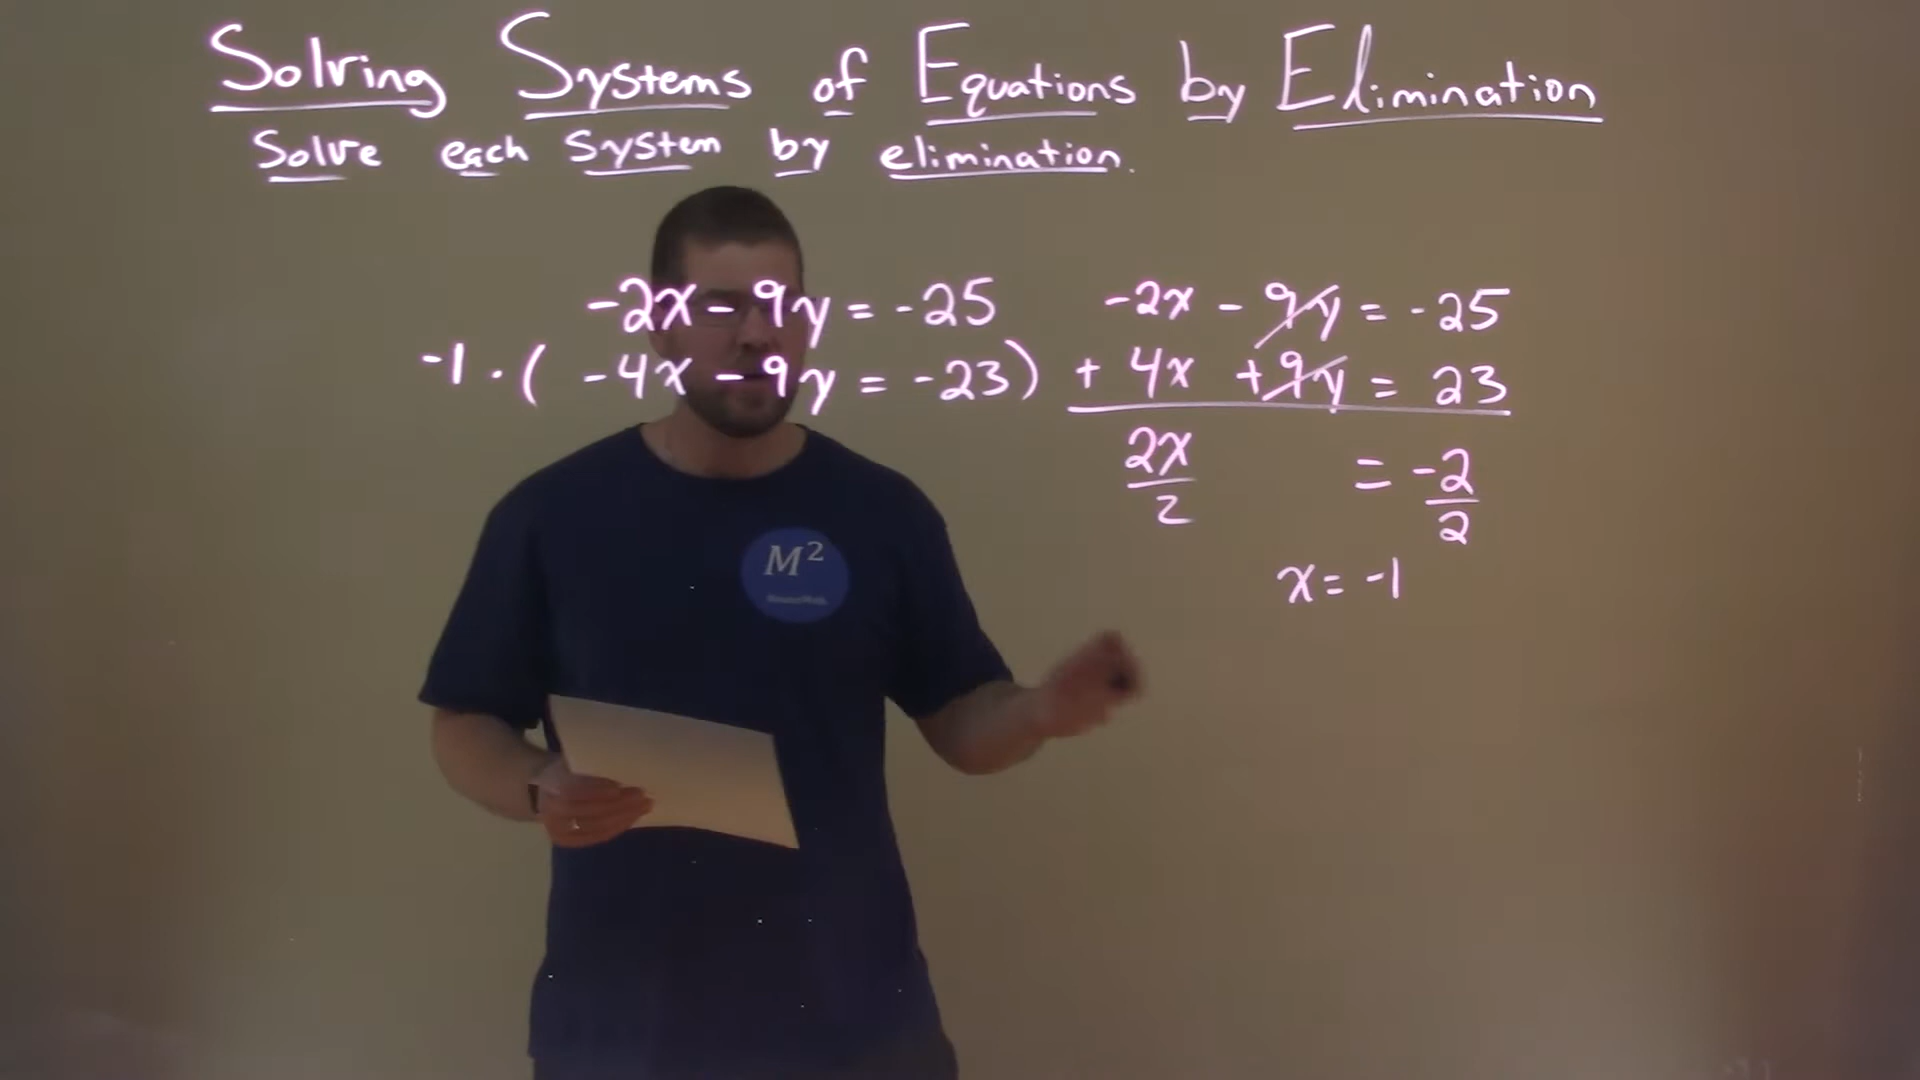 Solving Systems of Equations by Elimination
Solve each system by elimination.
-2x - 9y = -25
-1 · ( -4x - 9y = -23 )
-2x - 9y = -25
+ 4x + 9y = 23
2x/2 = -2/2
x = -1
M²